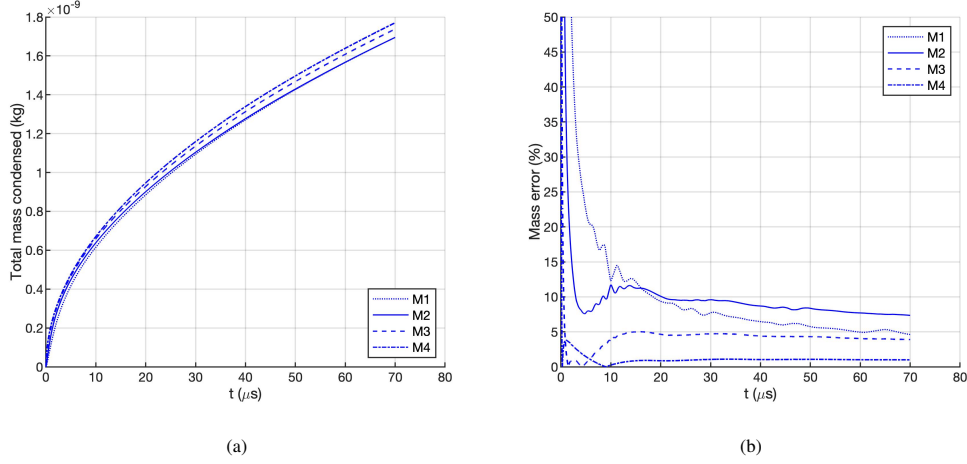 1.8
×10⁻⁹
1.6
1.4
1.2
1
0.8
0.6
0.4
0.2
0
Total mass condensed (kg)
M1
M2
M3
M4
0 10 20 30 40 50 60 70 80
t (μs)
(a)
50
45
40
35
30
25
20
15
10
5
0
Mass error (%)
M1
M2
M3
M4
0 10 20 30 40 50 60 70 80
t (μs)
(b)